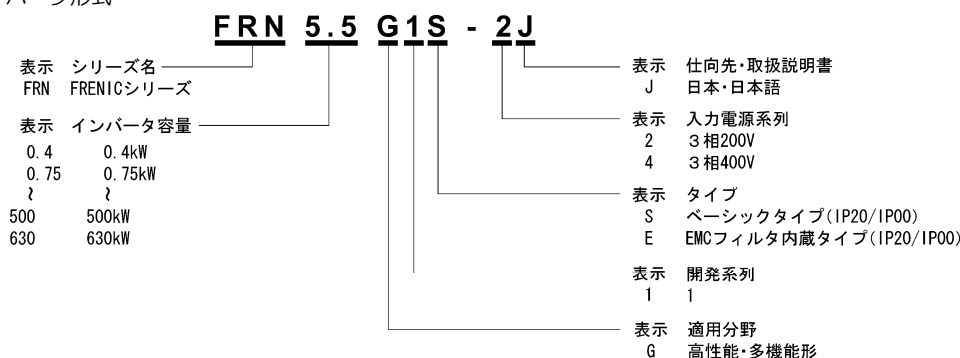 FRN 5.5 G1S - 2J
表示 シリーズ名
FRN FRENICシリーズ
表示 インバータ容量
0.4 0.4kW
0.75 0.75kW
~ ~
500 500kW
630 630kW
表示 仕向先・取扱説明書
J 日本・日本語
表示 入力電源系列
2 3相200V
4 3相400V
表示 タイプ
S ベーシックタイプ(IP20/IP00)
E EMCフィルタ内蔵タイプ(IP20/IP00)
表示 開発系列
1 1
表示 適用分野
G 高性能・多機能形